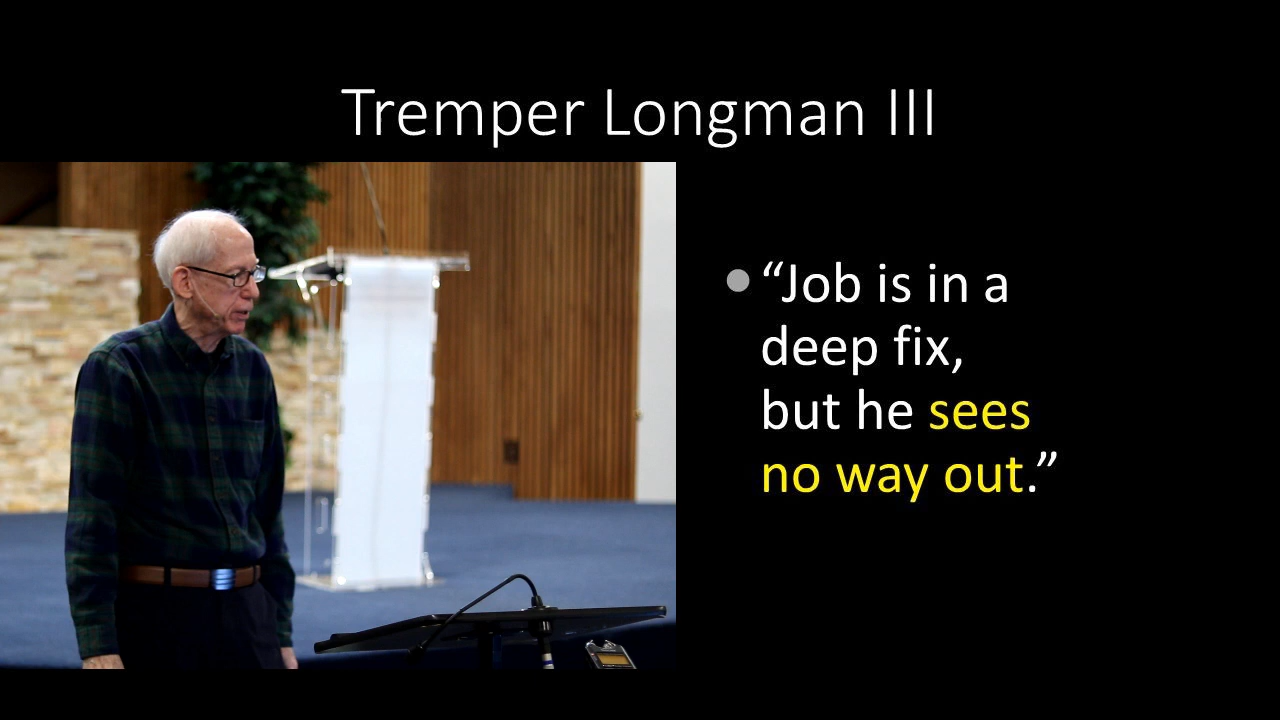 Tremper Longman III
“Job is in a
deep fix,
but he sees
no way out.”